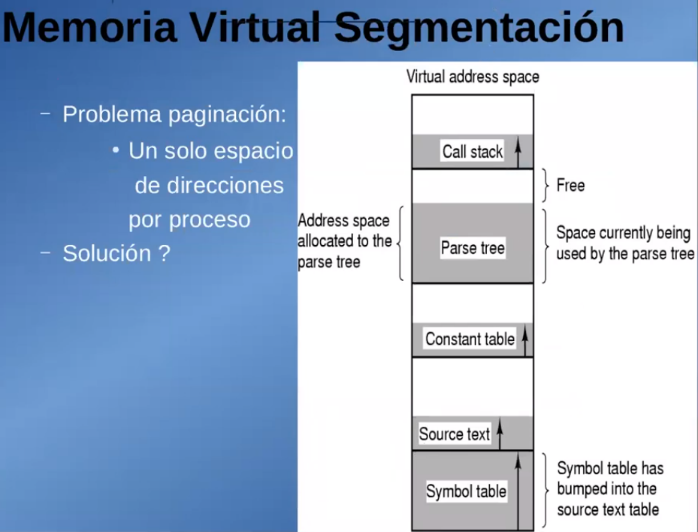 Memoria Virtual Segmentación
– Problema paginación:
• Un solo espacio
de direcciones
por proceso
– Solución ?
Virtual address space
Call stack
Free
Address space
allocated to the
parse tree
Parse tree
Space currently being
used by the parse tree
Constant table
Source text
Symbol table
Symbol table has
bumped into the
source text table